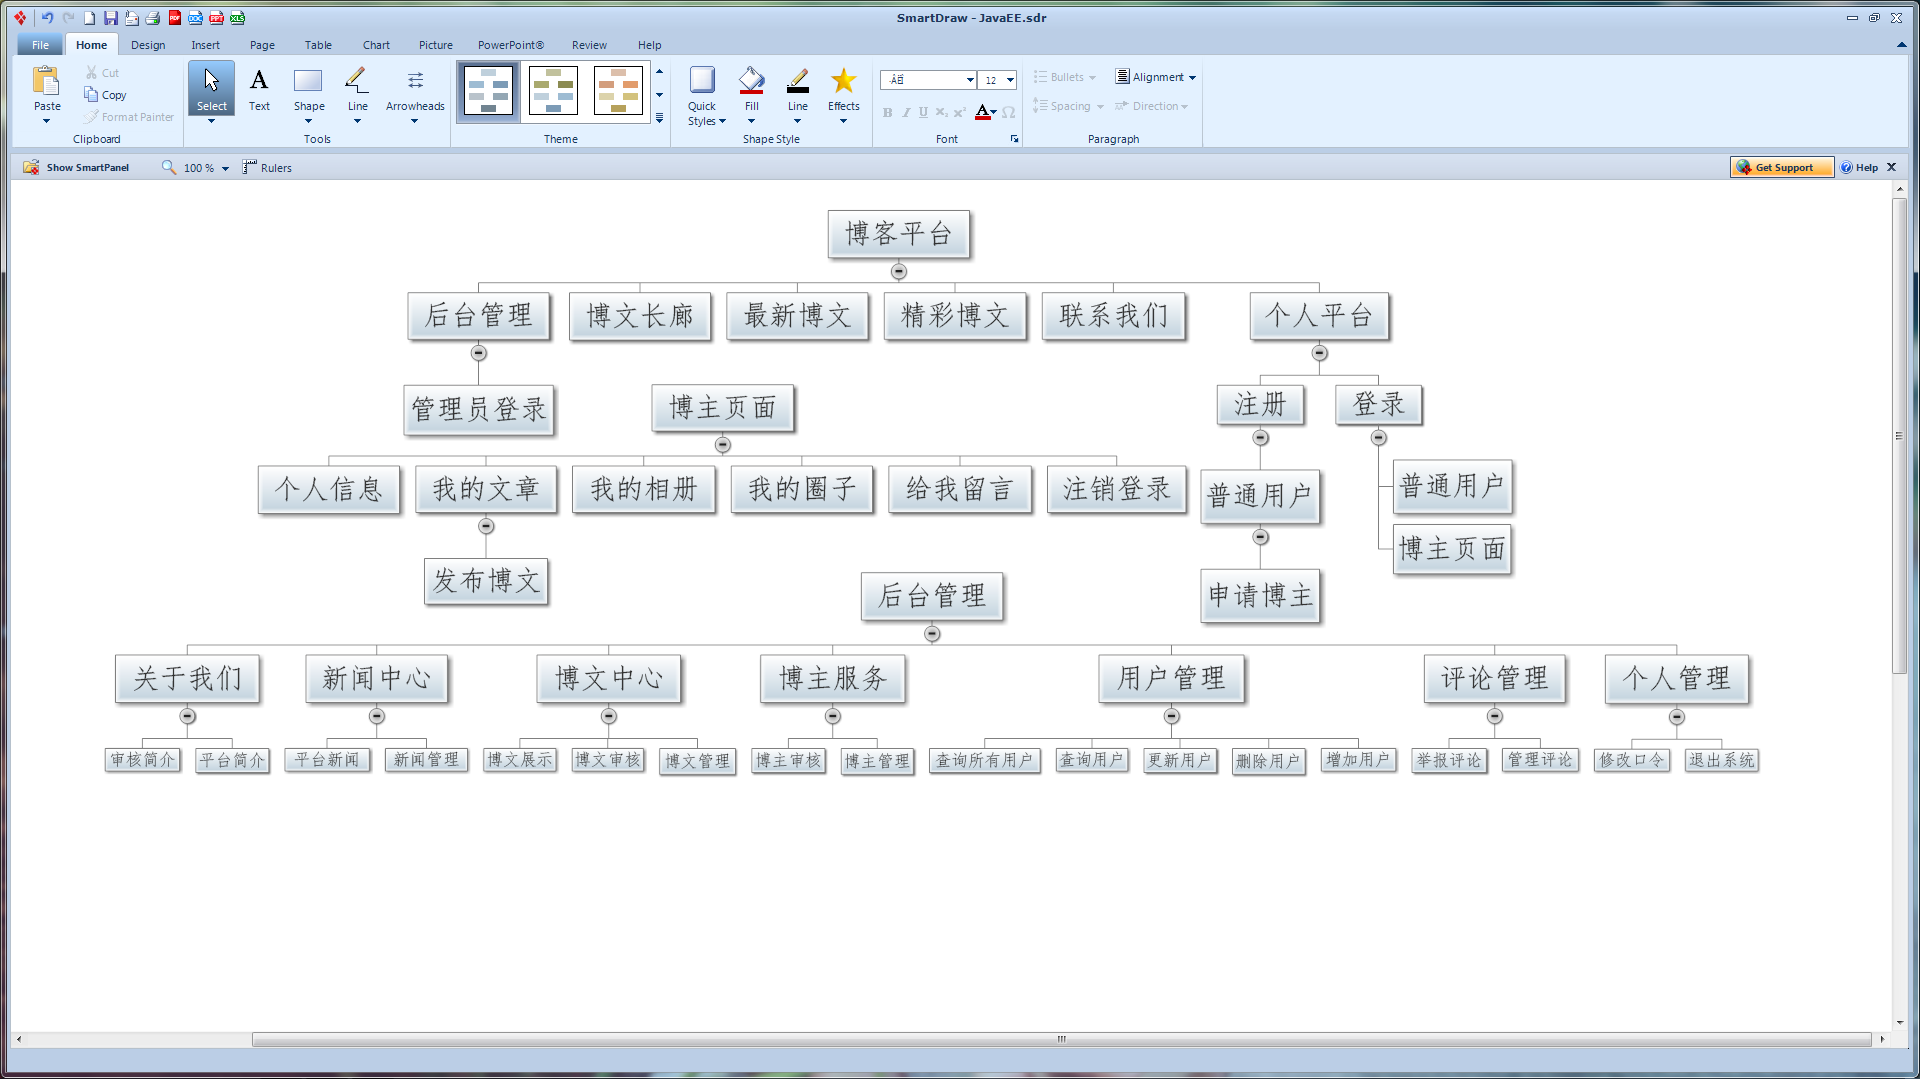 SmartDraw - JavaEE.sdr
File Home Design Insert Page Table Chart Picture PowerPoint® Review Help
Paste
Cut
Copy
Format Painter
Clipboard
Select
Text
Shape
Line
Arrowheads
Tools
Theme
Quick Styles
Fill
Line
Effects
Shape Style
·ÂËÎ
12
B I U
Font
Bullets
Alignment
Spacing
Direction
Paragraph
Show SmartPanel
100 %
Rulers
Get Support
Help
博客平台
后台管理 博文长廊 最新博文 精彩博文 联系我们 个人平台
管理员登录 博主页面 注册 登录
个人信息 我的文章 我的相册 我的圈子 给我留言 注销登录 普通用户 普通用户
博主页面
发布博文 后台管理 申请博主
关于我们 新闻中心 博文中心 博主服务 用户管理 评论管理 个人管理
审核简介 平台简介 平台新闻 新闻管理 博文展示 博文审核 博文管理 博主审核 博主管理 查询所有用户 查询用户 更新用户 删除用户 增加用户 举报评论 管理评论 修改口令 退出系统